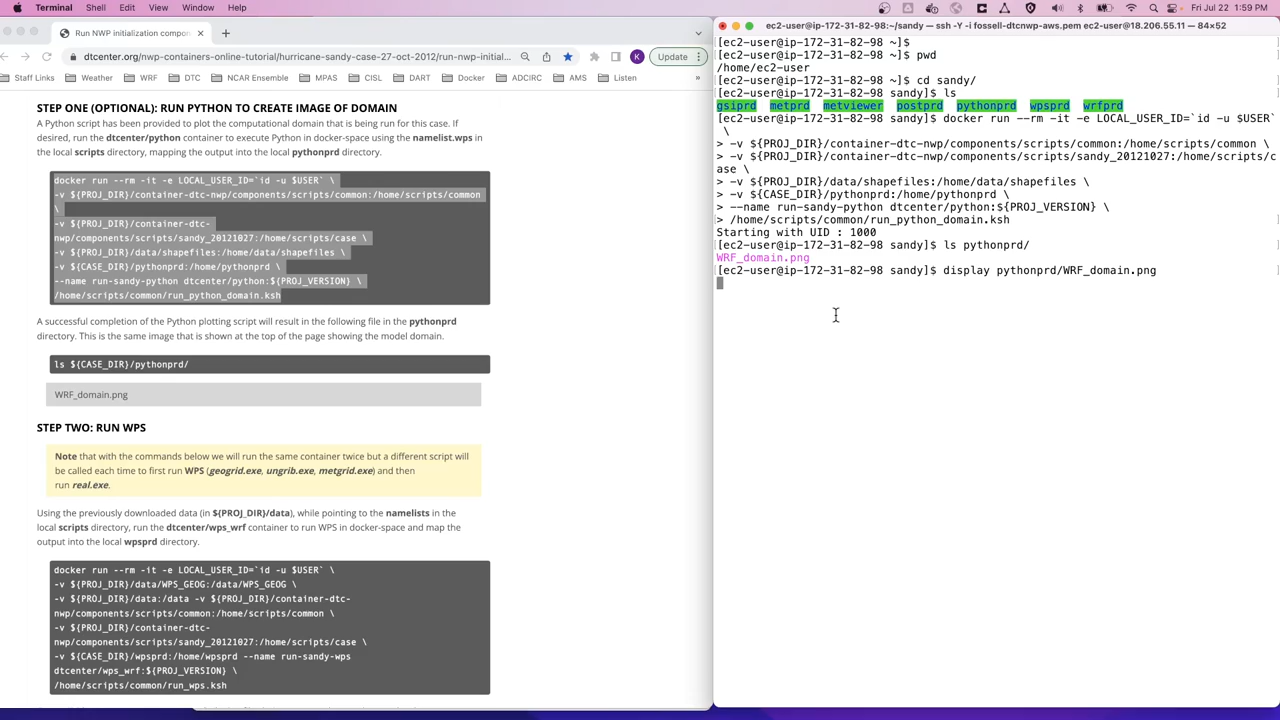 Terminal Shell Edit View Window Help
Fri Jul 22 1:59 PM
Run NWP initialization compon
dtcenter.org/nwp-containers-online-tutorial/hurricane-sandy-case-27-oct-2012/run-nwp-initial...
K
Update
Staff Links Weather WRF DTC NCAR Ensemble MPAS CISL DART Docker ADCIRC AMS Listen »
STEP ONE (OPTIONAL): RUN PYTHON TO CREATE IMAGE OF DOMAIN
A Python script has been provided to plot the computational domain that is being run for this case. If
desired, run the dtcenter/python container to execute Python in docker-space using the namelist.wps in
the local scripts directory, mapping the output into the local pythonprd directory.
docker run --rm -it -e LOCAL_USER_ID=`id -u $USER` \
-v ${PROJ_DIR}/container-dtc-nwp/components/scripts/common:/home/scripts/common
\
-v ${PROJ_DIR}/container-dtc-
nwp/components/scripts/sandy_20121027:/home/scripts/case \
-v ${PROJ_DIR}/data/shapefiles:/home/data/shapefiles \
-v ${CASE_DIR}/pythonprd:/home/pythonprd \
--name run-sandy-python dtcenter/python:${PROJ_VERSION} \
/home/scripts/common/run_python_domain.ksh
A successful completion of the Python plotting script will result in the following file in the pythonprd
directory. This is the same image that is shown at the top of the page showing the model domain.
ls ${CASE_DIR}/pythonprd/
WRF_domain.png
STEP TWO: RUN WPS
Note that with the commands below we will run the same container twice but a different script will
be called each time to first run WPS (geogrid.exe, ungrib.exe, metgrid.exe) and then
run real.exe.
Using the previously downloaded data (in ${PROJ_DIR}/data), while pointing to the namelists in the
local scripts directory, run the dtcenter/wps_wrf container to run WPS in docker-space and map the
output into the local wpsprd directory.
docker run --rm -it -e LOCAL_USER_ID=`id -u $USER` \
-v ${PROJ_DIR}/data/WPS_GEOG:/data/WPS_GEOG \
-v ${PROJ_DIR}/data:/data -v ${PROJ_DIR}/container-dtc-
nwp/components/scripts/common:/home/scripts/common \
-v ${PROJ_DIR}/container-dtc-
nwp/components/scripts/sandy_20121027:/home/scripts/case \
-v ${CASE_DIR}/wpsprd:/home/wpsprd --name run-sandy-wps
dtcenter/wps_wrf:${PROJ_VERSION} \
/home/scripts/common/run_wps.ksh
ec2-user@ip-172-31-82-98:~/sandy — ssh -Y -i fossell-dtcnwp-aws.pem ec2-user@18.206.55.11 — 84×52
[ec2-user@ip-172-31-82-98 ~]$
[ec2-user@ip-172-31-82-98 ~]$ pwd
/home/ec2-user
[ec2-user@ip-172-31-82-98 ~]$ cd sandy/
[ec2-user@ip-172-31-82-98 sandy]$ ls
gsiprd metprd metviewer postprd pythonprd wpsprd wrfprd
[ec2-user@ip-172-31-82-98 sandy]$ docker run --rm -it -e LOCAL_USER_ID=`id -u $USER`
\
> -v ${PROJ_DIR}/container-dtc-nwp/components/scripts/common:/home/scripts/common \
> -v ${PROJ_DIR}/container-dtc-nwp/components/scripts/sandy_20121027:/home/scripts/c
ase \
> -v ${PROJ_DIR}/data/shapefiles:/home/data/shapefiles \
> -v ${CASE_DIR}/pythonprd:/home/pythonprd \
> --name run-sandy-python dtcenter/python:${PROJ_VERSION} \
> /home/scripts/common/run_python_domain.ksh
Starting with UID : 1000
[ec2-user@ip-172-31-82-98 sandy]$ ls pythonprd/
WRF_domain.png
[ec2-user@ip-172-31-82-98 sandy]$ display pythonprd/WRF_domain.png